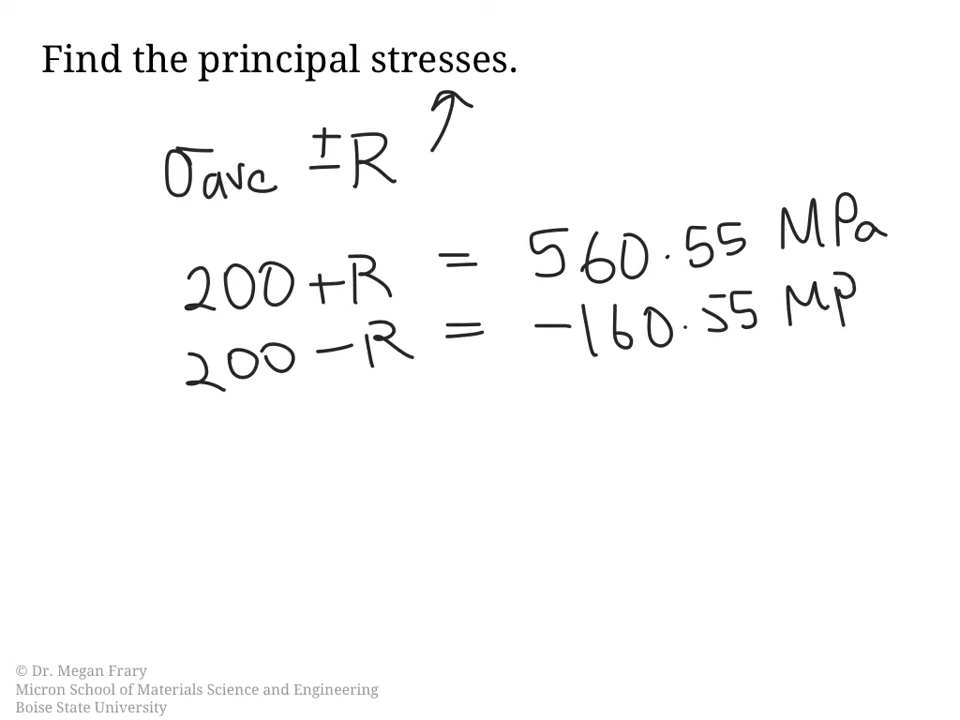 Find the principal stresses.
σave ± R
200 + R = 560.55 MPa
200 - R = -160.55 MP
© Dr. Megan Frary
Micron School of Materials Science and Engineering
Boise State University